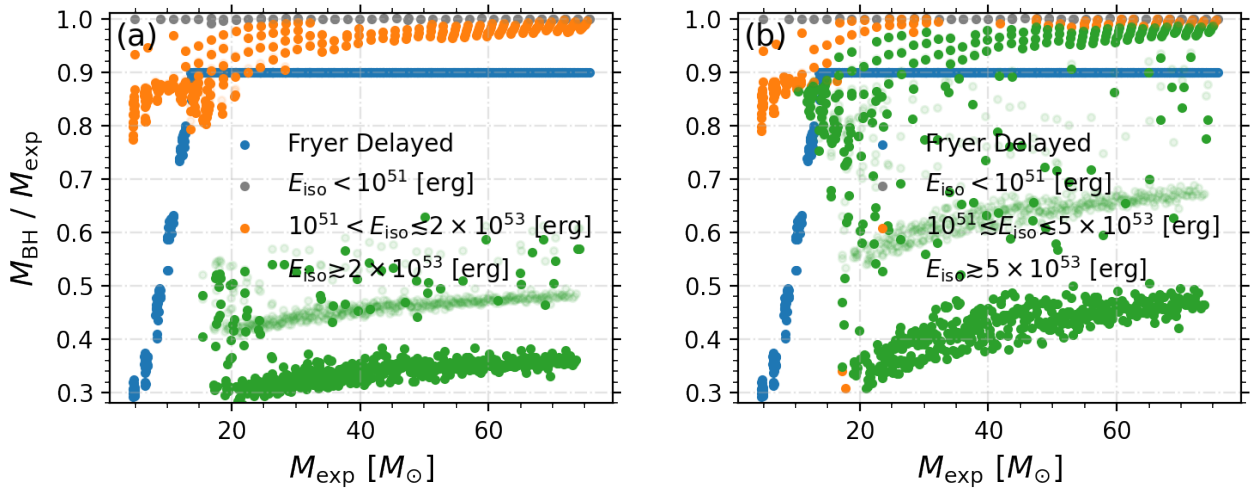 (a)
1.0
0.9
0.8
0.7
0.6
0.5
0.4
0.3
M_BH / M_exp
Fryer Delayed
E_iso < 10^51 [erg]
10^51 < E_iso ≲ 2 × 10^53 [erg]
E_iso ≳ 2 × 10^53 [erg]
20
40
60
M_exp [M_⊙]
(b)
1.0
0.9
0.8
0.7
0.6
0.5
0.4
0.3
Fryer Delayed
E_iso < 10^51 [erg]
10^51 ≲ E_iso ≲ 5 × 10^53 [erg]
E_iso ≳ 5 × 10^53 [erg]
20
40
60
M_exp [M_⊙]